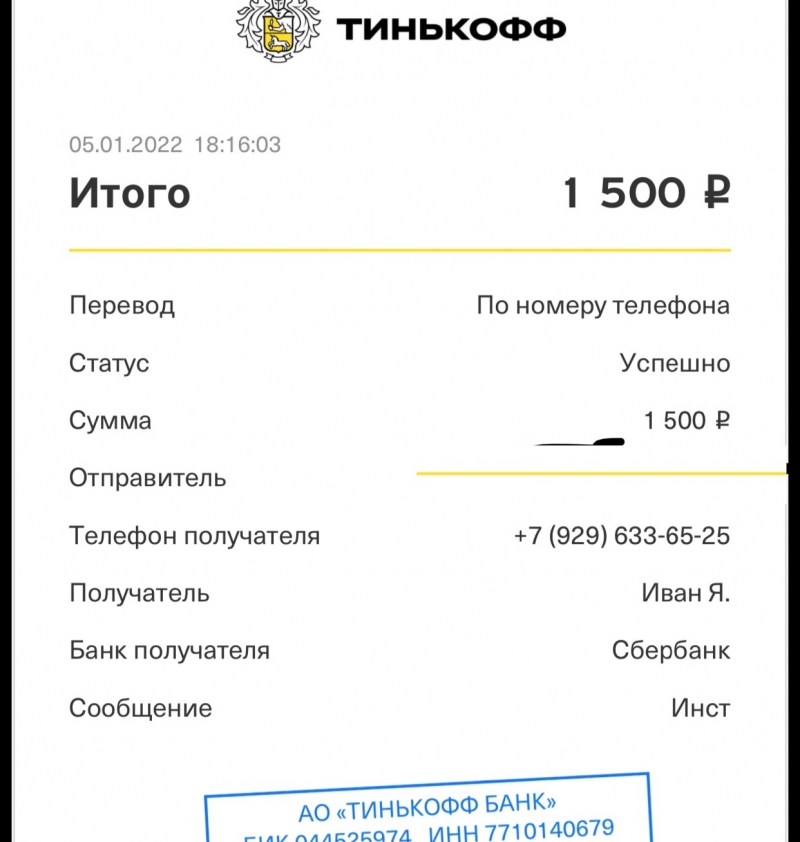 ТИНЬКОФФ
05.01.2022 18:16:03
Итого 1 500 ₽
Перевод По номеру телефона
Статус Успешно
Сумма 1 500 ₽
Отправитель
Телефон получателя +7 (929) 633-65-25
Получатель Иван Я.
Банк получателя Сбербанк
Сообщение Инст
АО «ТИНЬКОФФ БАНК»
БИК 044525974 ИНН 7710140679